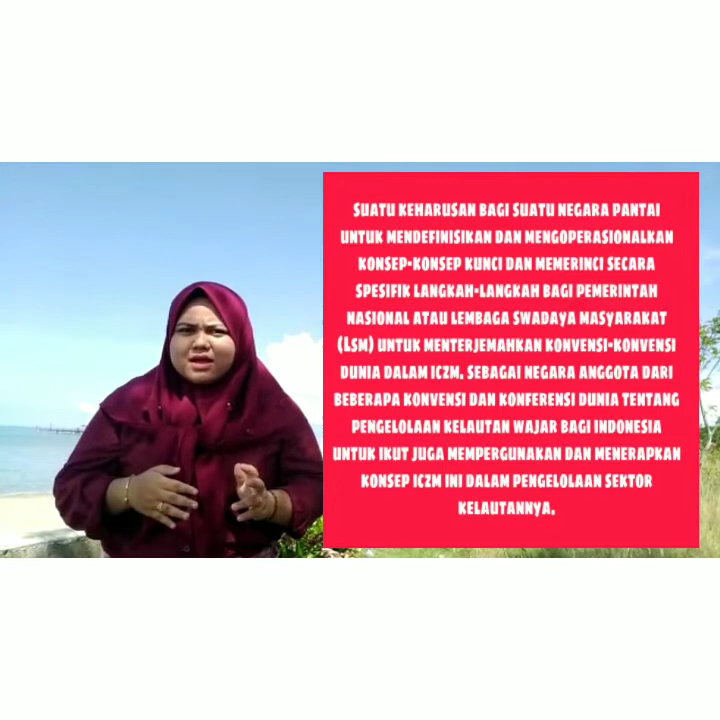 SUATU KEHARUSAN BAGI SUATU NEGARA PANTAI
UNTUK MENDEFINISIKAN DAN MENGOPERASIONALKAN
KONSEP-KONSEP KUNCI DAN MEMERINCI SECARA
SPESIFIK LANGKAH-LANGKAH BAGI PEMERINTAH
NASIONAL ATAU LEMBAGA SWADAYA MASYARAKAT
(LSM) UNTUK MENTERJEMAHKAN KONVENSI-KONVENSI
DUNIA DALAM ICZM. SEBAGAI NEGARA ANGGOTA DARI
BEBERAPA KONVENSI DAN KONFERENSI DUNIA TENTANG
PENGELOLAAN KELAUTAN WAJAR BAGI INDONESIA
UNTUK IKUT JUGA MEMPERGUNAKAN DAN MENERAPKAN
KONSEP ICZM INI DALAM PENGELOLAAN SEKTOR
KELAUTANNYA.